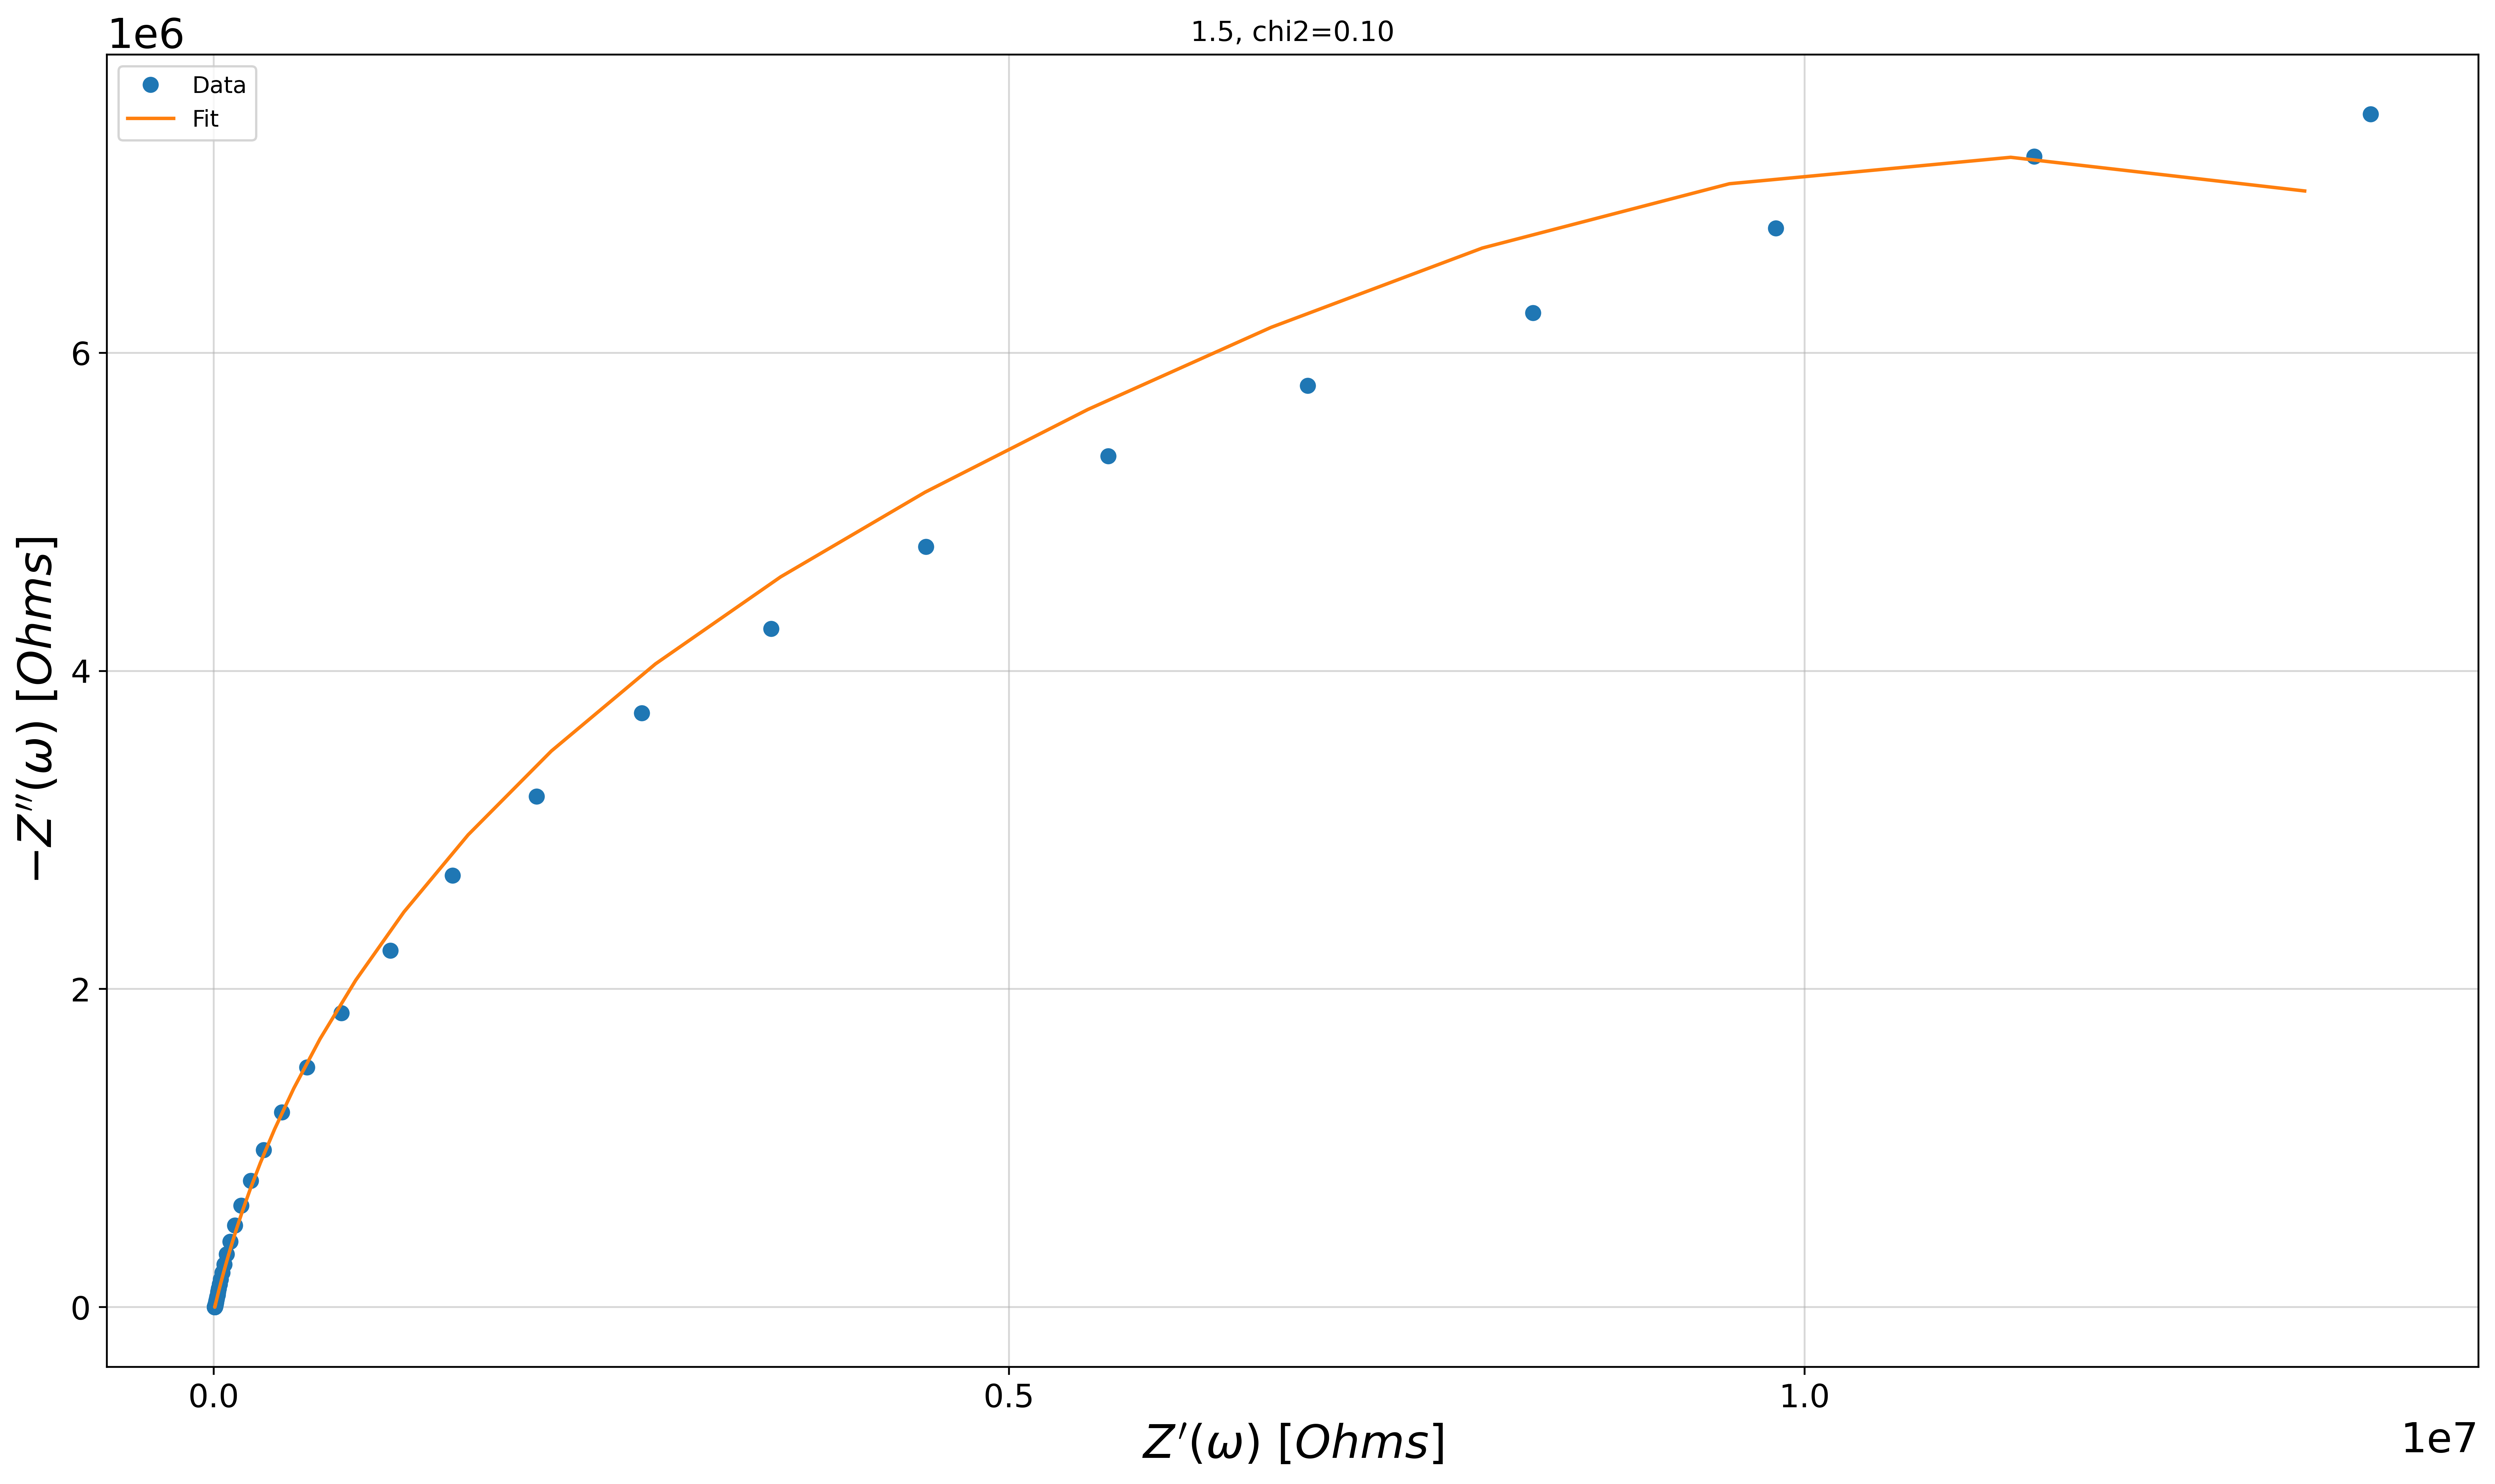 1.5, chi2=0.10
1e6
Data
Fit
6
4
2
0
−Z′′(ω) [Ohms]
0.0
0.5
1.0
Z′(ω) [Ohms]
1e7